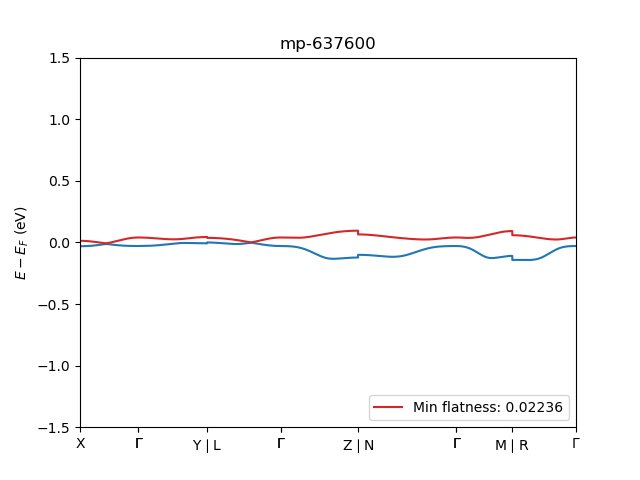 mp-637600
E − E_F (eV)
1.5
1.0
0.5
0.0
−0.5
−1.0
−1.5
Min flatness: 0.02236
X Γ Y | L Γ Z | N Γ M | R Γ